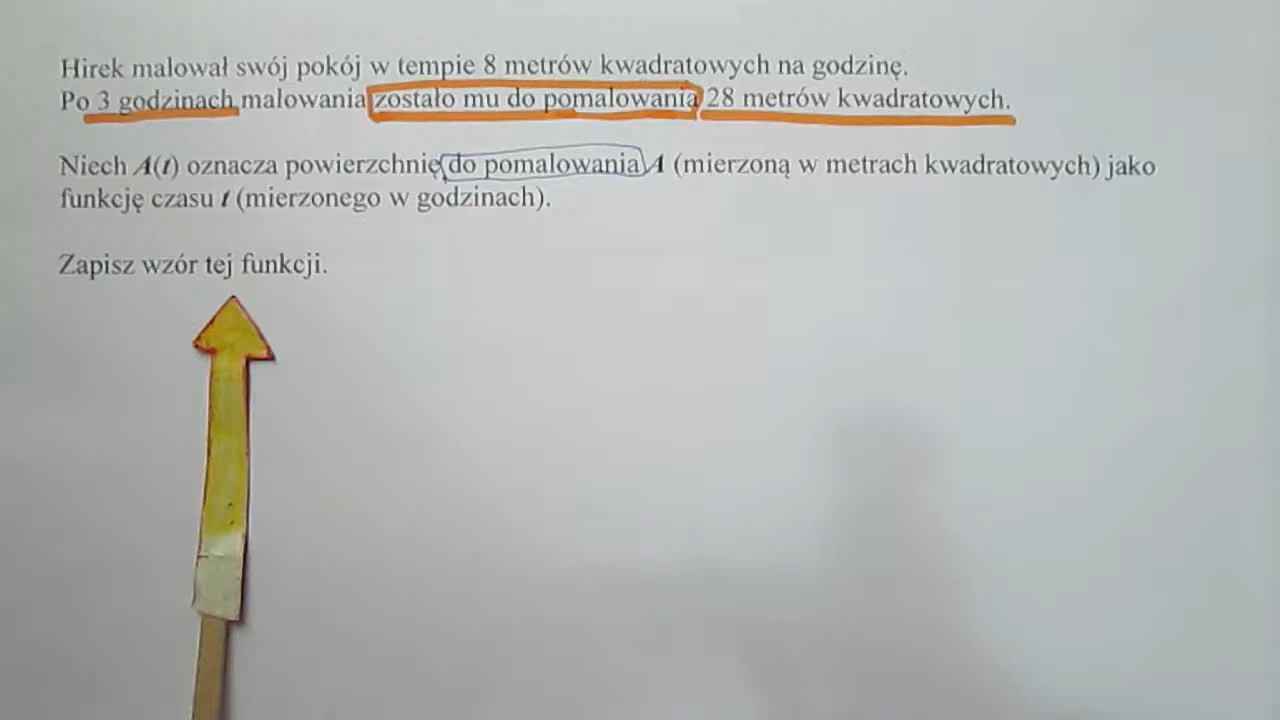 Hirek malował swój pokój w tempie 8 metrów kwadratowych na godzinę.
Po 3 godzinach malowania zostało mu do pomalowania 28 metrów kwadratowych.
Niech A(t) oznacza powierzchnię do pomalowania A (mierzoną w metrach kwadratowych) jako
funkcję czasu t (mierzonego w godzinach).
Zapisz wzór tej funkcji.